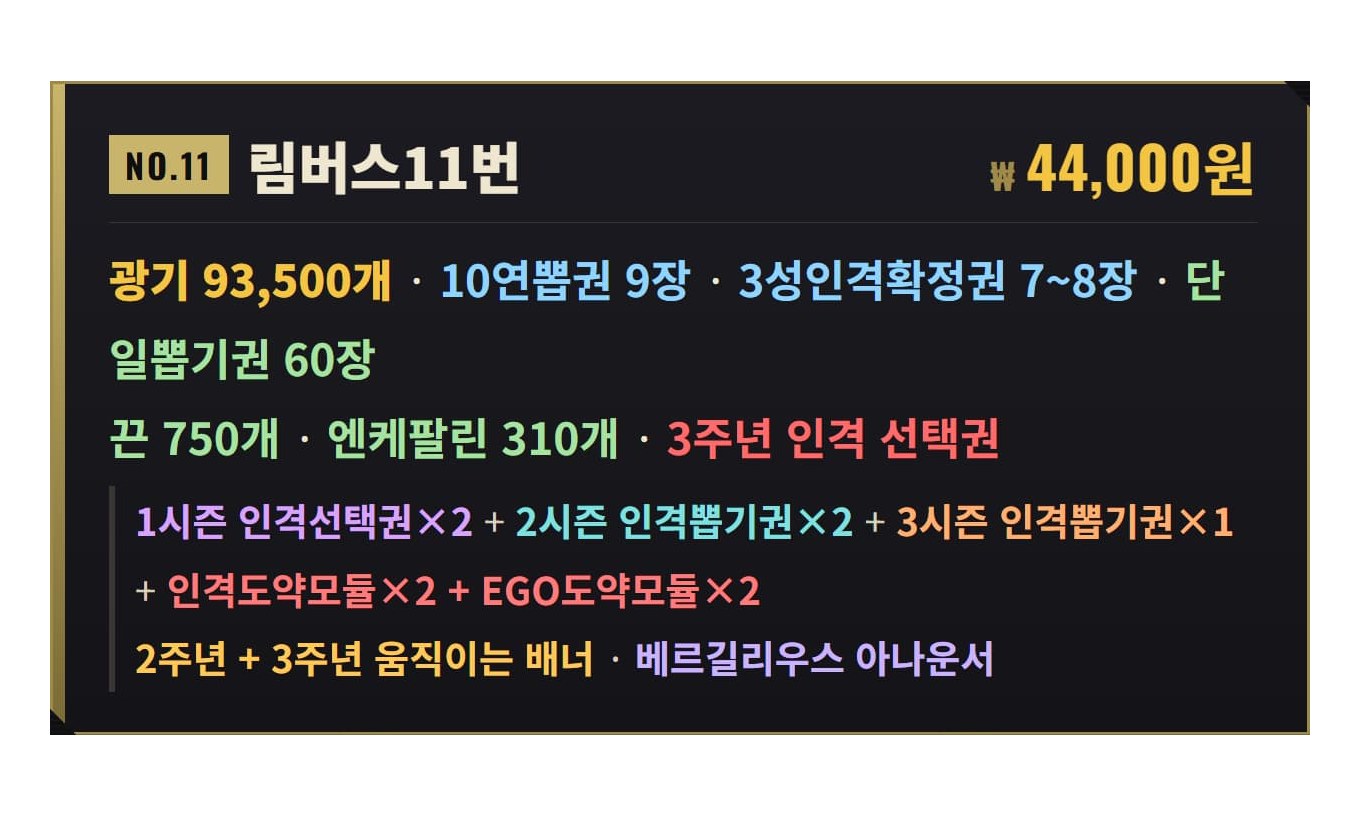 NO.11 림버스11번 ₩ 44,000원
광기 93,500개 · 10연뽑권 9장 · 3성인격확정권 7~8장 · 단
일뽑기권 60장
끈 750개 · 엔케팔린 310개 · 3주년 인격 선택권
1시즌 인격선택권×2 + 2시즌 인격뽑기권×2 + 3시즌 인격뽑기권×1
+ 인격도약모듈×2 + EGO도약모듈×2
2주년 + 3주년 움직이는 배너 · 베르길리우스 아나운서